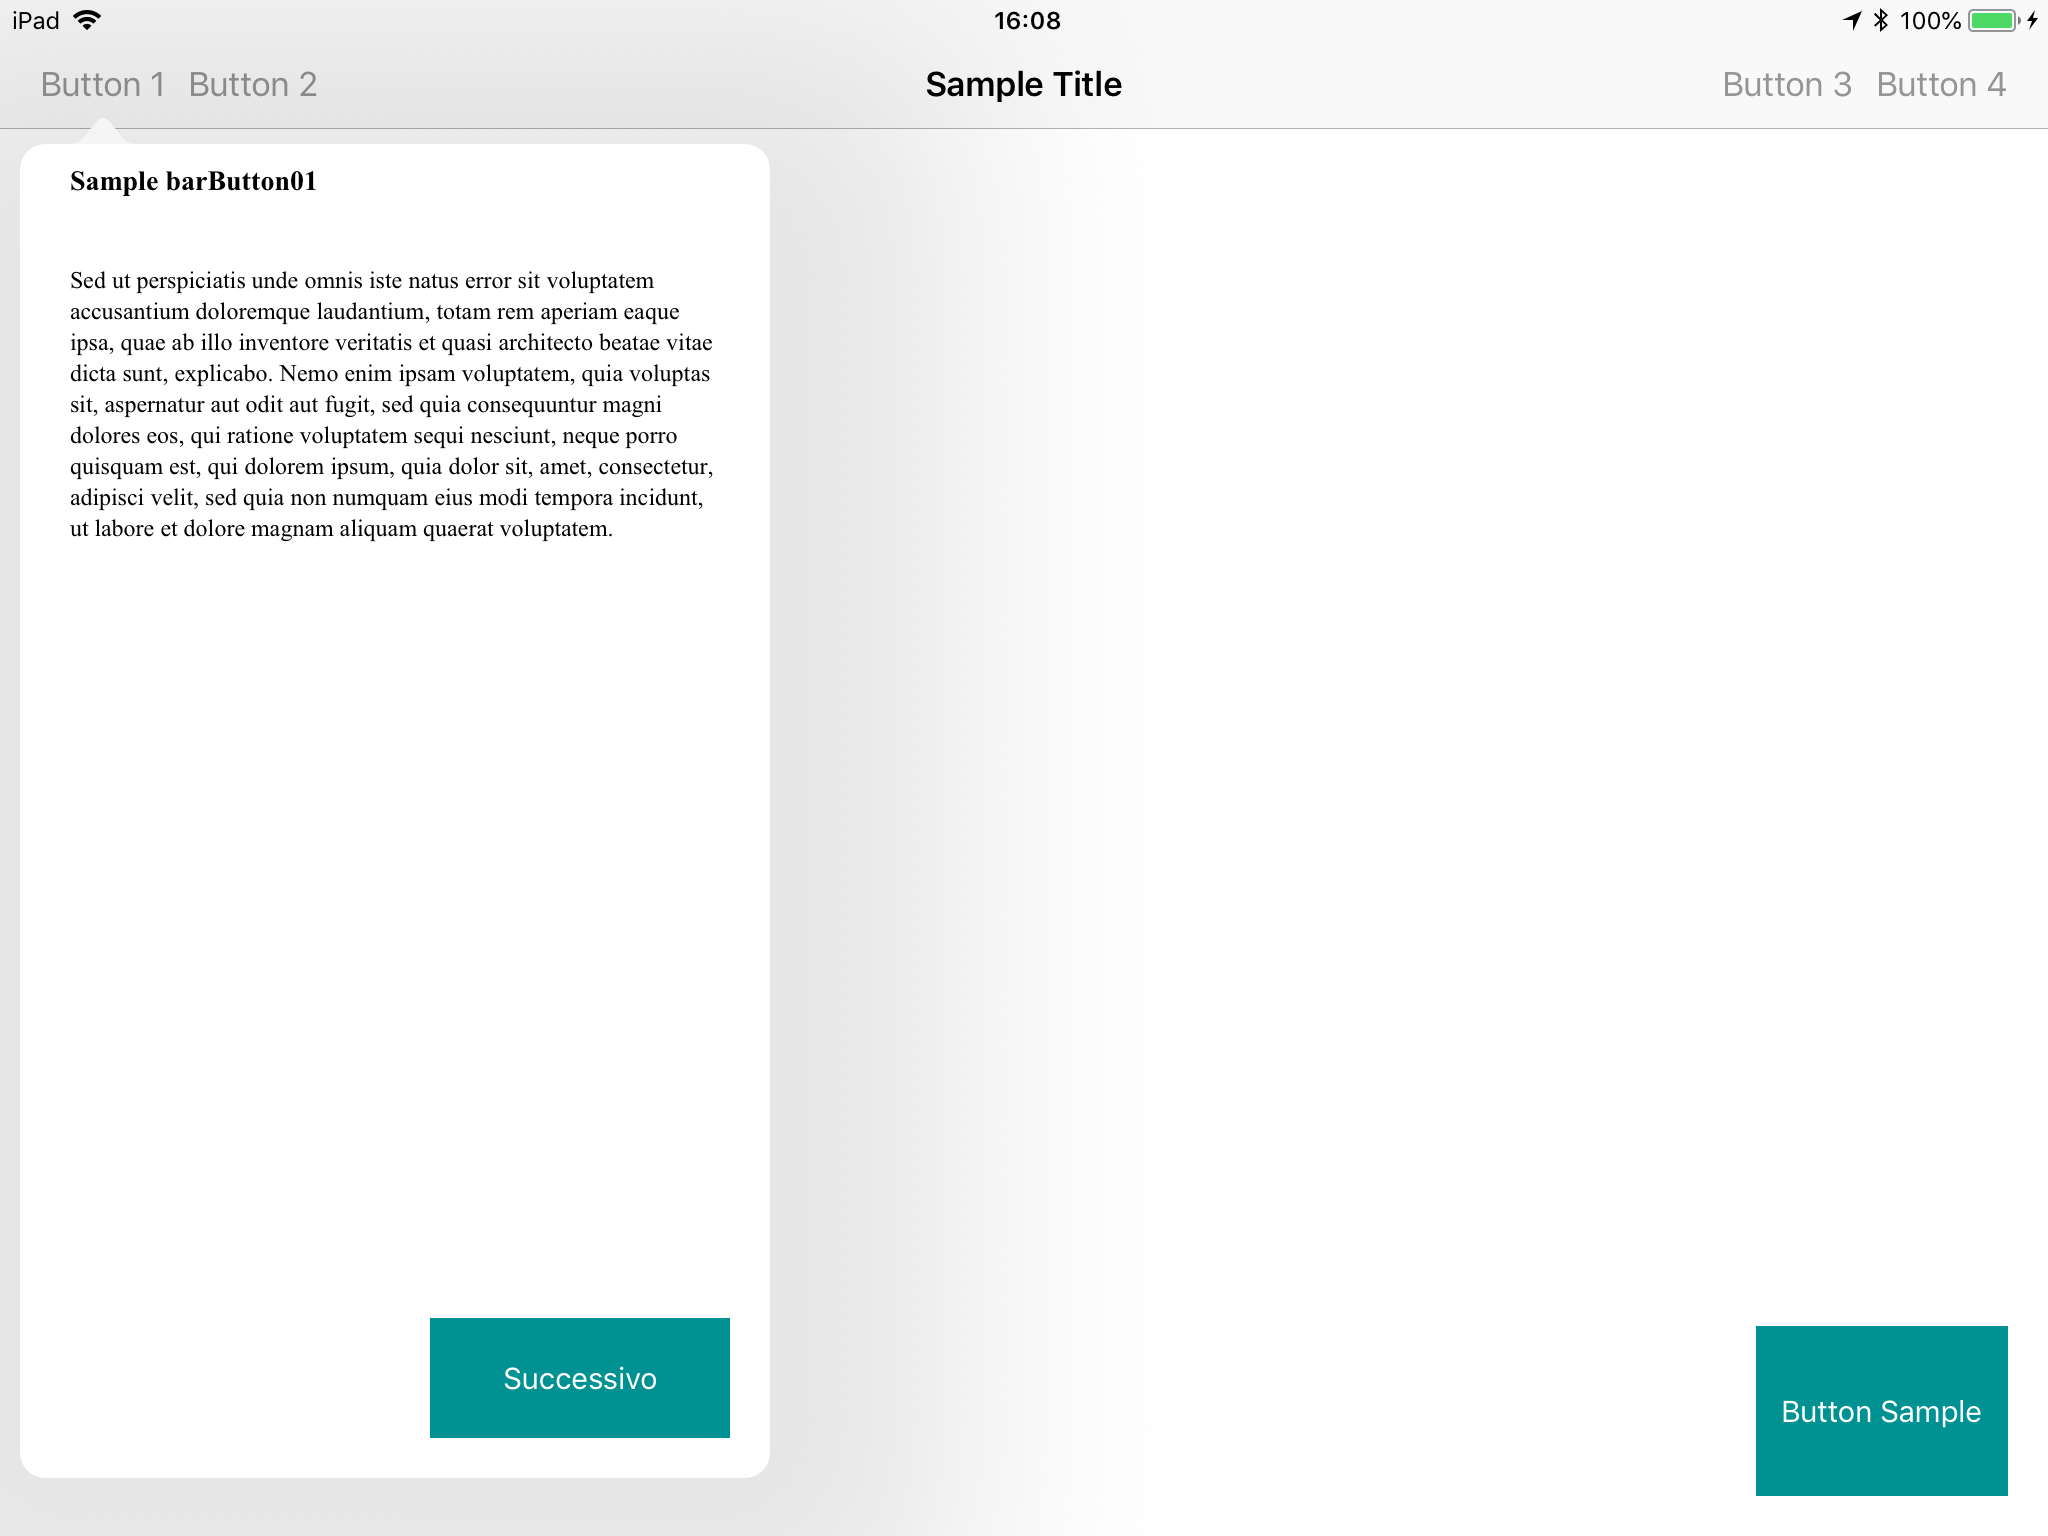 iPad
16:08
100%
Button 1
Button 2
Sample Title
Button 3
Button 4
Sample barButton01
Sed ut perspiciatis unde omnis iste natus error sit voluptatem
accusantium doloremque laudantium, totam rem aperiam eaque
ipsa, quae ab illo inventore veritatis et quasi architecto beatae vitae
dicta sunt, explicabo. Nemo enim ipsam voluptatem, quia voluptas
sit, aspernatur aut odit aut fugit, sed quia consequuntur magni
dolores eos, qui ratione voluptatem sequi nesciunt, neque porro
quisquam est, qui dolorem ipsum, quia dolor sit, amet, consectetur,
adipisci velit, sed quia non numquam eius modi tempora incidunt,
ut labore et dolore magnam aliquam quaerat voluptatem.
Successivo
Button Sample